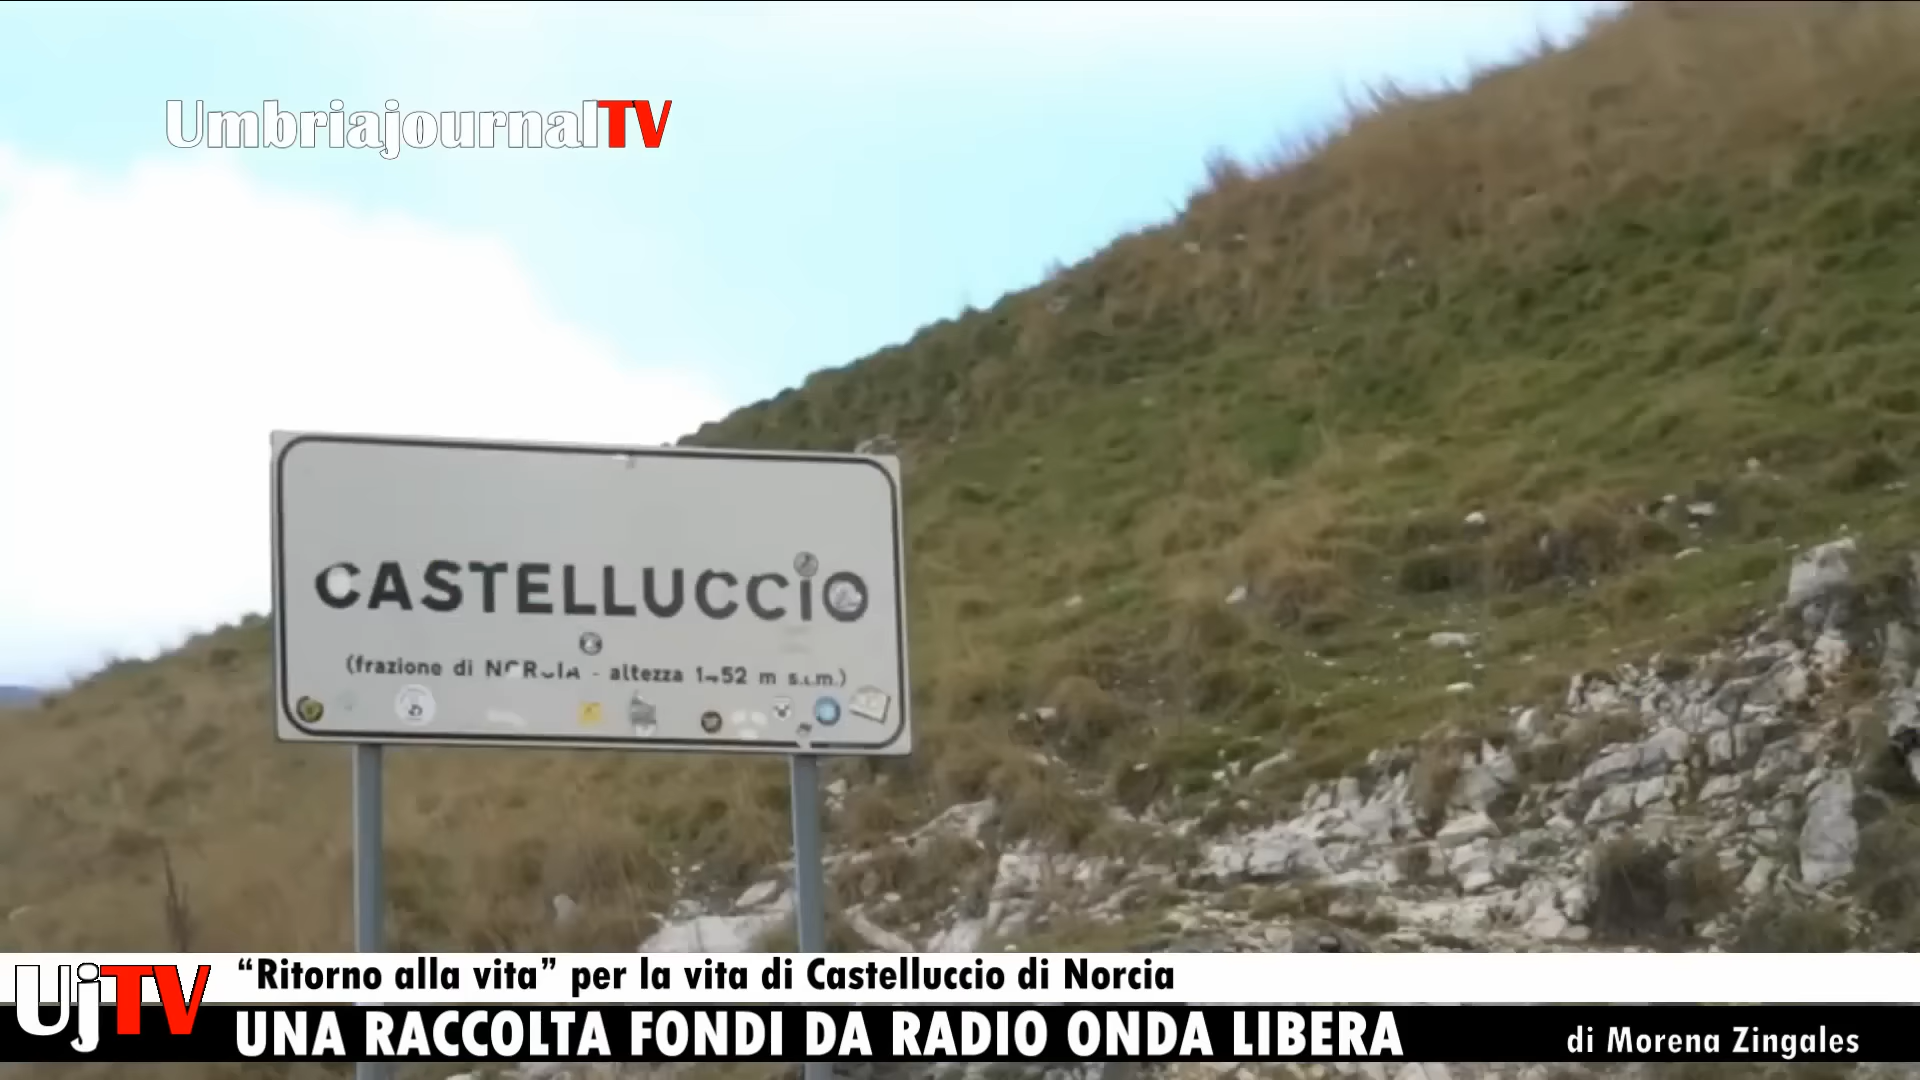 UmbriajournalTV
CASTELLUCCIO
(frazione di NORCIA - altezza 1452 m s.l.m.)
UjTV
“Ritorno alla vita” per la vita di Castelluccio di Norcia
UNA RACCOLTA FONDI DA RADIO ONDA LIBERA
di Morena Zingales